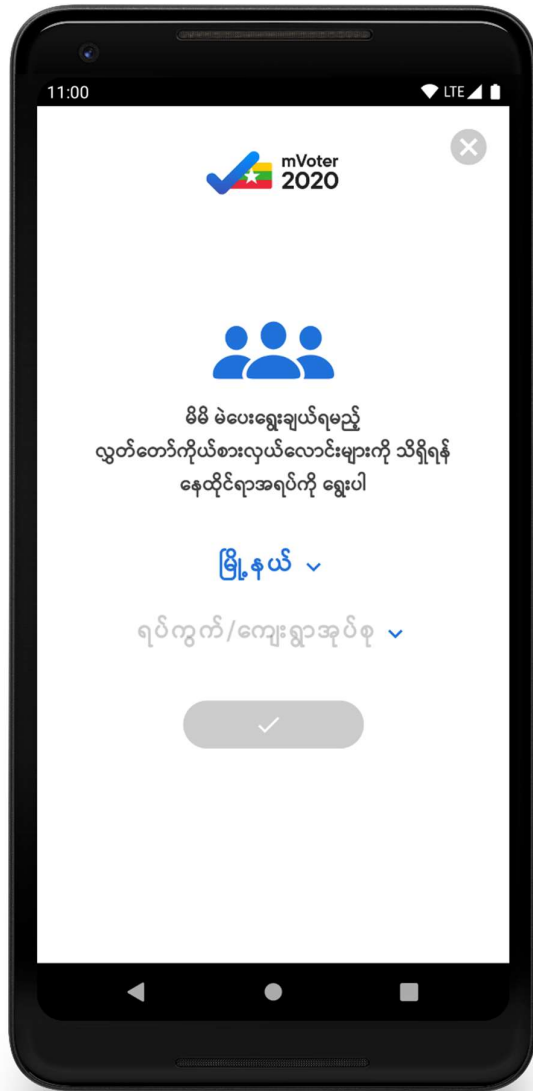 11:00
LTE
mVoter
2020
မိမိ မဲပေးရွေးချယ်ရမည့်
လွှတ်တော်ကိုယ်စားလှယ်လောင်းများကို သိရှိရန်
နေထိုင်ရာအရပ်ကို ရွေးပါ
မြို့နယ်
ရပ်ကွက်/ကျေးရွာအုပ်စု